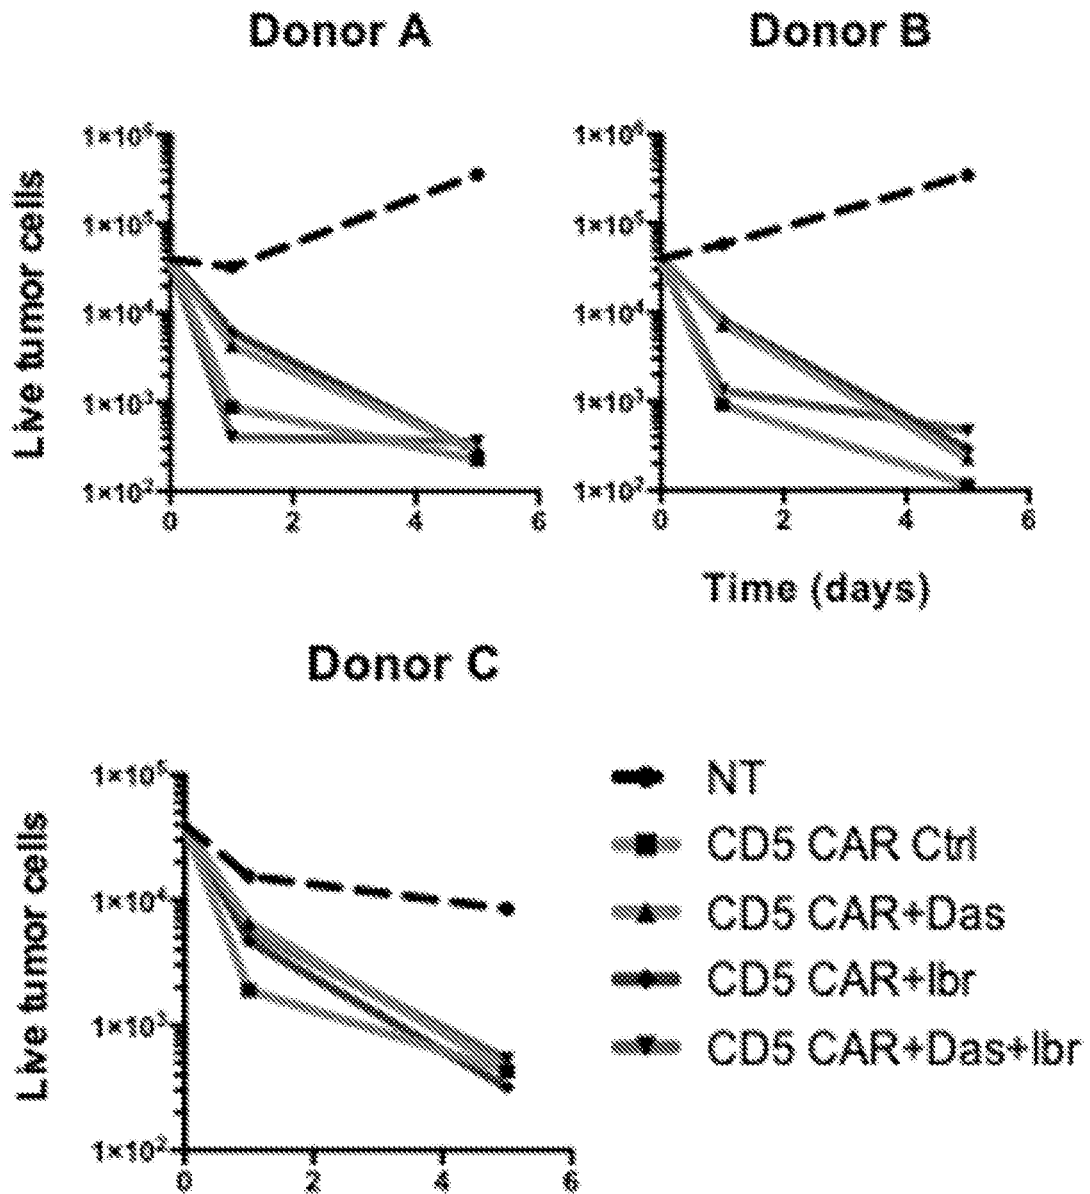 Donor A
Donor B
Live tumor cells
1×10⁶
1×10⁵
1×10⁴
1×10³
1×10²
0 2 4 6
1×10⁶
1×10⁵
1×10⁴
1×10³
1×10²
0 2 4 6
Time (days)
Donor C
Live tumor cells
1×10⁵
1×10⁴
1×10³
1×10²
0 2 4 6
NT
CD5 CAR Ctrl
CD5 CAR+Das
CD5 CAR+Ibr
CD5 CAR+Das+Ibr